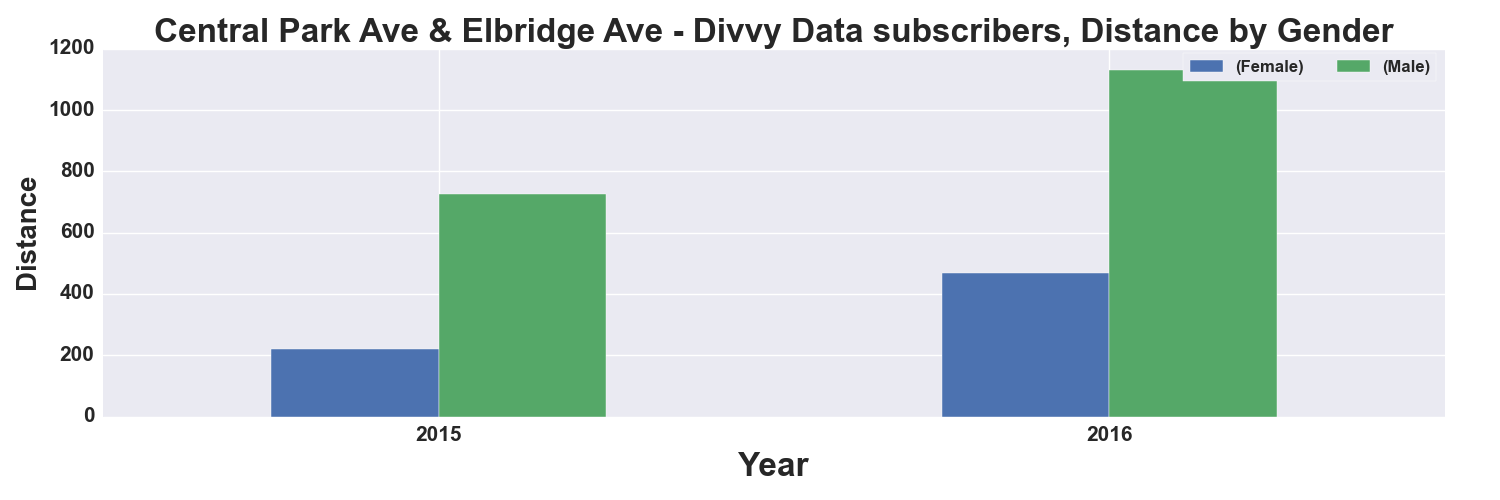 Central Park Ave & Elbridge Ave - Divvy Data subscribers, Distance by Gender
1200
1000
800
600
400
200
0
Distance
(Female) (Male)
2015 2016
Year